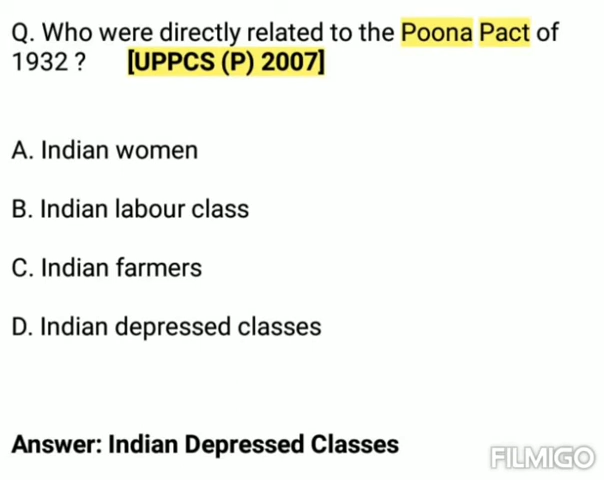 Q. Who were directly related to the Poona Pact of
1932 ? [UPPCS (P) 2007]
A. Indian women
B. Indian labour class
C. Indian farmers
D. Indian depressed classes
Answer: Indian Depressed Classes
FILMIGO